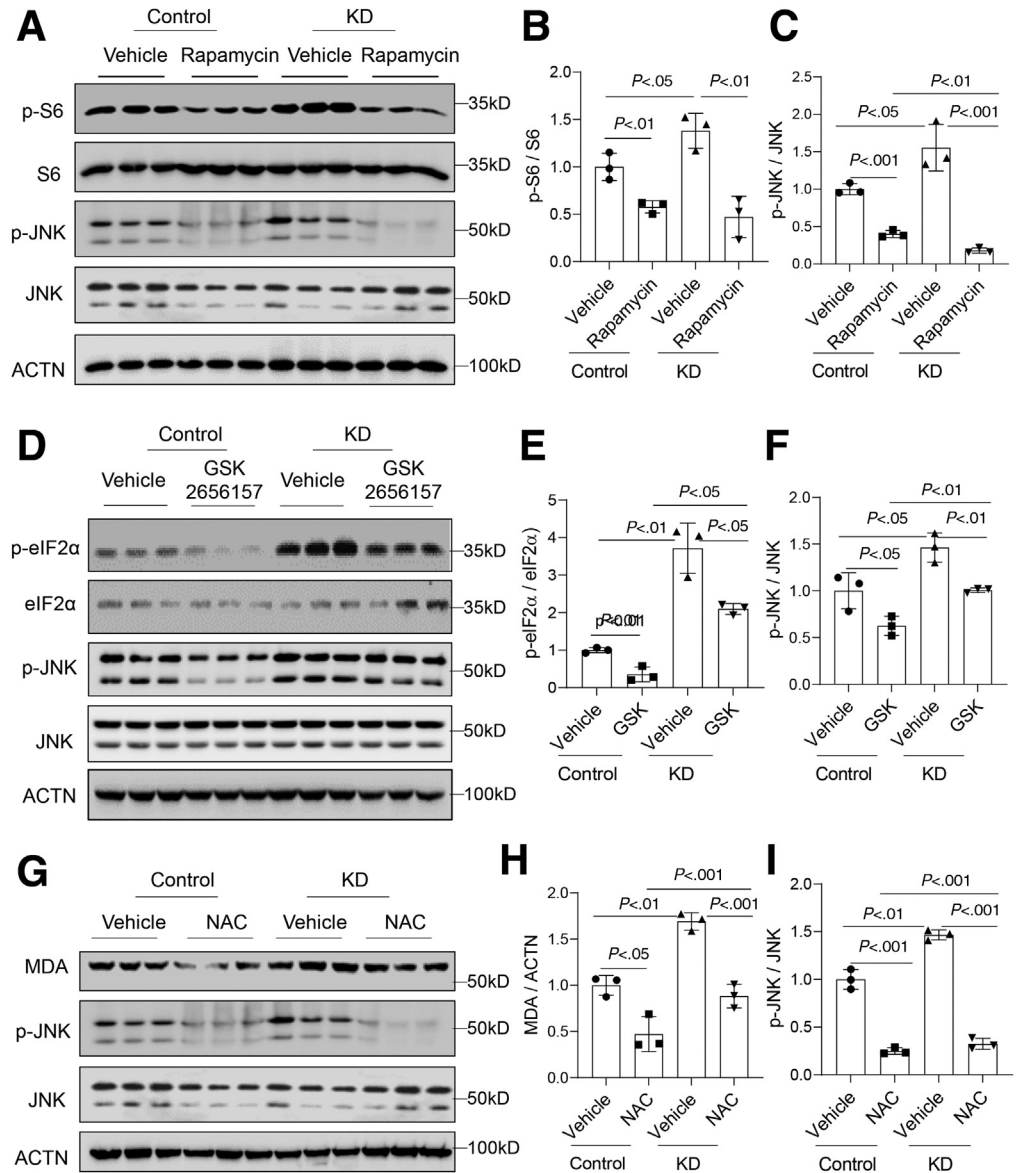 A
Control
KD
Vehicle
Rapamycin
Vehicle
Rapamycin
p-S6
35kD
S6
35kD
p-JNK
50kD
JNK
50kD
ACTN
100kD
B
p-S6 / S6
2.0
1.5
1.0
0.5
0.0
P<.05
P<.01
P<.01
Vehicle
Rapamycin
Vehicle
Rapamycin
Control
KD
C
p-JNK / JNK
2.5
2.0
1.5
1.0
0.5
0.0
P<.01
P<.05
P<.001
P<.001
Vehicle
Rapamycin
Vehicle
Rapamycin
Control
KD
D
Control
KD
Vehicle
GSK
2656157
Vehicle
GSK
2656157
p-eIF2α
35kD
eIF2α
35kD
p-JNK
50kD
JNK
50kD
ACTN
100kD
E
p-eIF2α / eIF2α)
5
4
3
2
1
0
P<.05
P<.01
P<.05
Vehicle
GSK
Vehicle
GSK
Control
KD
F
p-JNK / JNK
2.0
1.5
1.0
0.5
0.0
P<.01
P<.05
P<.01
P<.05
Vehicle
GSK
Vehicle
GSK
Control
KD
G
Control
KD
Vehicle
NAC
Vehicle
NAC
MDA
50kD
p-JNK
50kD
JNK
50kD
ACTN
100kD
H
MDA / ACTN
2.0
1.5
1.0
0.5
0.0
P<.001
P<.01
P<.001
P<.05
Vehicle
NAC
Vehicle
NAC
Control
KD
I
p-JNK / JNK
2.0
1.5
1.0
0.5
0.0
P<.001
P<.01
P<.001
P<.001
Vehicle
NAC
Vehicle
NAC
Control
KD